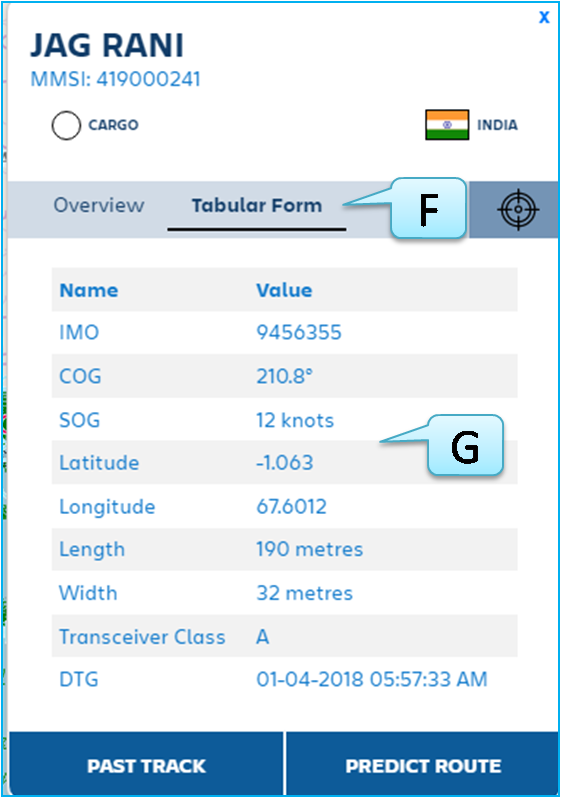 x
JAG RANI
MMSI: 419000241
CARGO INDIA
Overview Tabular Form F
Name Value
IMO 9456355
COG 210.8°
SOG 12 knots
G
Latitude -1.063
Longitude 67.6012
Length 190 metres
Width 32 metres
Transceiver Class A
DTG 01-04-2018 05:57:33 AM
PAST TRACK PREDICT ROUTE